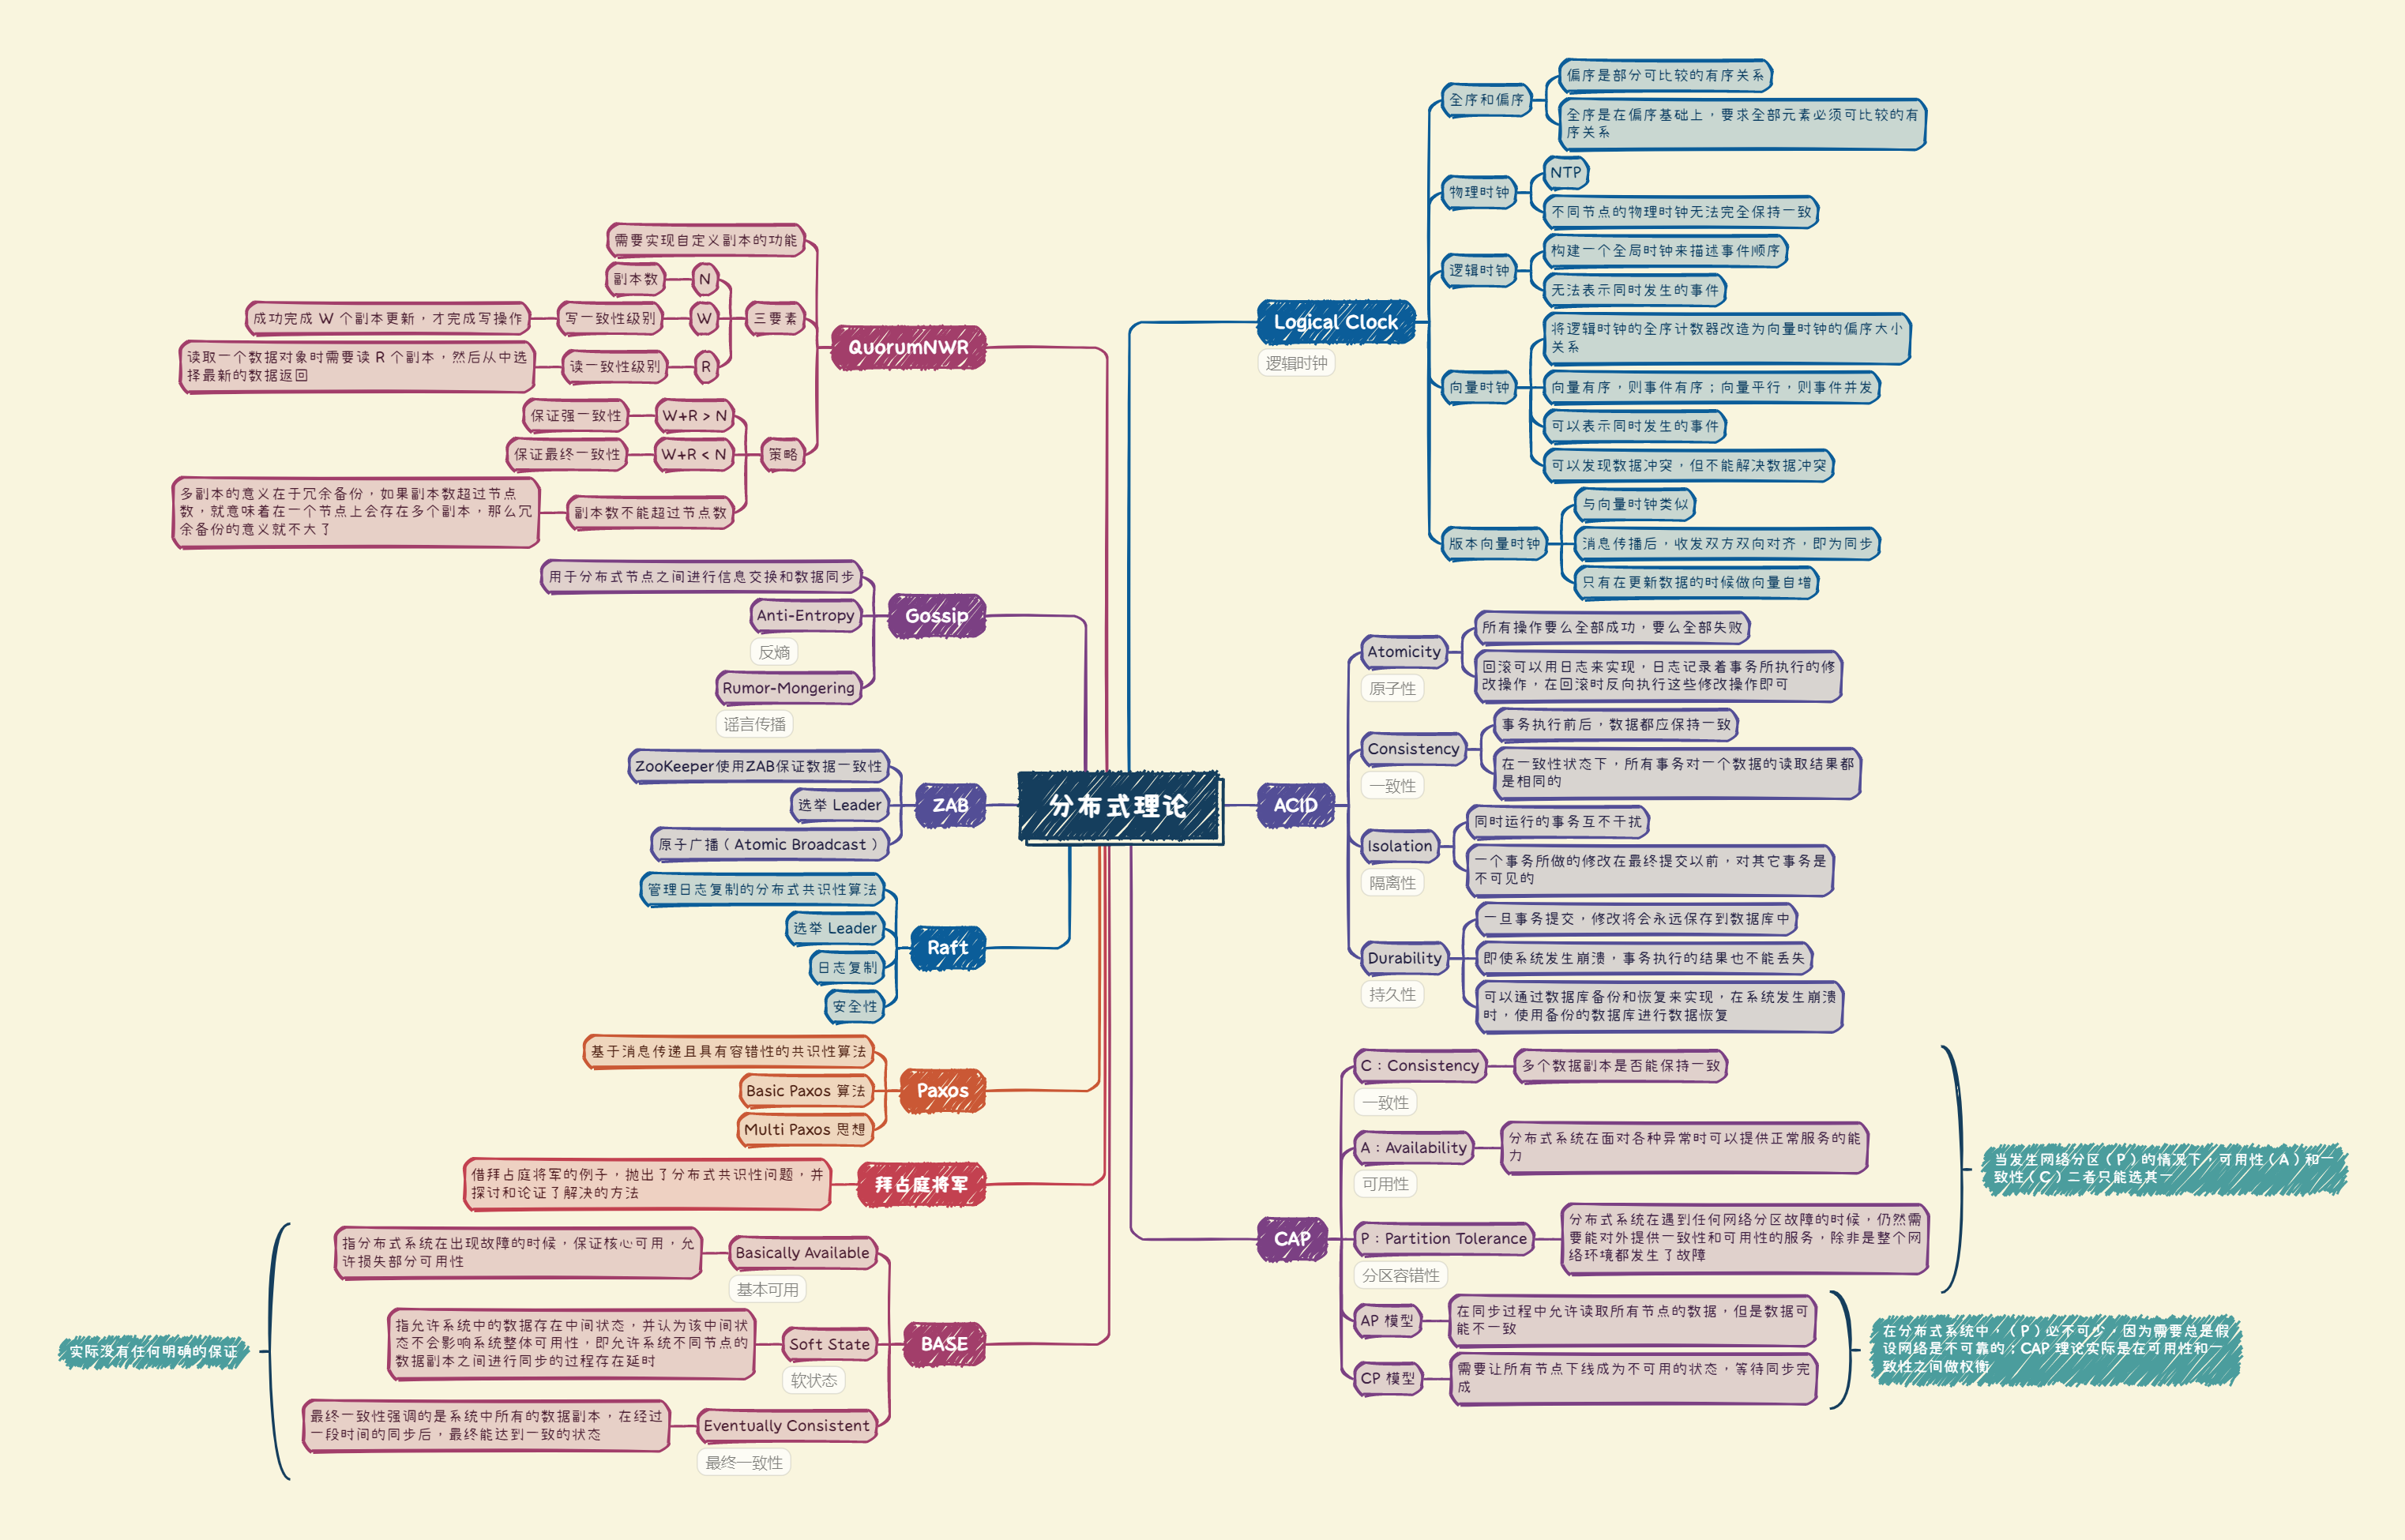 分布式理论
Logical Clock
逻辑时钟
全序和偏序
偏序是部分可比较的有序关系
全序是在偏序基础上，要求全部元素必须可比较的有
序关系
物理时钟
NTP
不同节点的物理时钟无法完全保持一致
逻辑时钟
构建一个全局时钟来描述事件顺序
无法表示同时发生的事件
向量时钟
将逻辑时钟的全序计数器改造为向量时钟的偏序大小
关系
向量有序，则事件有序；向量平行，则事件并发
可以表示同时发生的事件
可以发现数据冲突，但不能解决数据冲突
版本向量时钟
与向量时钟类似
消息传播后，收发双方双向对齐，即为同步
只有在更新数据的时候做向量自增
ACID
Atomicity
原子性
所有操作要么全部成功，要么全部失败
回滚可以用日志来实现，日志记录着事务所执行的修
改操作，在回滚时反向执行这些修改操作即可
Consistency
一致性
事务执行前后，数据都应保持一致
在一致性状态下，所有事务对一个数据的读取结果都
是相同的
Isolation
隔离性
同时运行的事务互不干扰
一个事务所做的修改在最终提交以前，对其它事务是
不可见的
Durability
持久性
一旦事务提交，修改将会永远保存到数据库中
即使系统发生崩溃，事务执行的结果也不能丢失
可以通过数据库备份和恢复来实现，在系统发生崩溃
时，使用备份的数据库进行数据恢复
CAP
C：Consistency
一致性
多个数据副本是否能保持一致
A：Availability
可用性
分布式系统在面对各种异常时可以提供正常服务的能
力
P：Partition Tolerance
分区容错性
分布式系统在遇到任何网络分区故障的时候，仍然需
要能对外提供一致性和可用性的服务，除非是整个网
络环境都发生了故障
当发生网络分区（P）的情况下，可用性（A）和一
致性（C）二者只能选其一
AP 模型
在同步过程中允许读取所有节点的数据，但是数据可
能不一致
CP 模型
需要让所有节点下线成为不可用的状态，等待同步完
成
在分布式系统中，（P）必不可少，因为需要总是假
设网络是不可靠的；CAP 理论实际是在可用性和一
致性之间做权衡
QuorumNWR
需要实现自定义副本的功能
三要素
N
副本数
W
写一致性级别
成功完成 W 个副本更新，才完成写操作
R
读一致性级别
读取一个数据对象时需要读 R 个副本，然后从中选
择最新的数据返回
策略
W+R > N
保证强一致性
W+R < N
保证最终一致性
副本数不能超过节点数
多副本的意义在于冗余备份，如果副本数超过节点
数，就意味着在一个节点上会存在多个副本，那么冗
余备份的意义就不大了
Gossip
用于分布式节点之间进行信息交换和数据同步
Anti-Entropy
反熵
Rumor-Mongering
谣言传播
ZAB
ZooKeeper使用ZAB保证数据一致性
选举 Leader
原子广播（Atomic Broadcast）
Raft
管理日志复制的分布式共识性算法
选举 Leader
日志复制
安全性
Paxos
基于消息传递且具有容错性的共识性算法
Basic Paxos 算法
Multi Paxos 思想
拜占庭将军
借拜占庭将军的例子，抛出了分布式共识性问题，并
探讨和论证了解决的方法
BASE
Basically Available
基本可用
指分布式系统在出现故障的时候，保证核心可用，允
许损失部分可用性
Soft State
软状态
指允许系统中的数据存在中间状态，并认为该中间状
态不会影响系统整体可用性，即允许系统不同节点的
数据副本之间进行同步的过程存在延时
Eventually Consistent
最终一致性
最终一致性强调的是系统中所有的数据副本，在经过
一段时间的同步后，最终能达到一致的状态
实际没有任何明确的保证